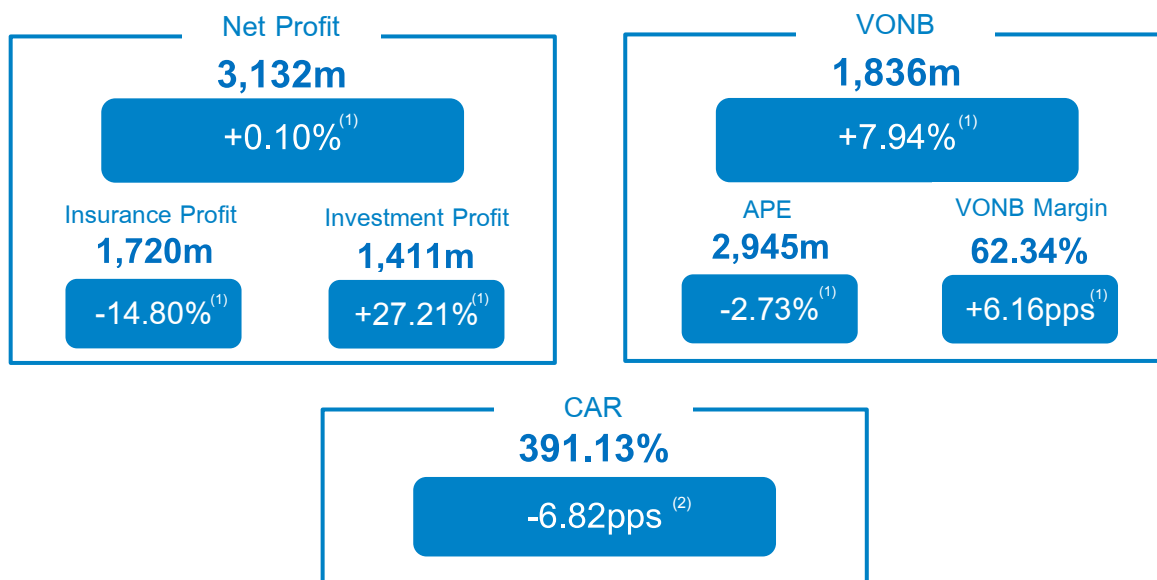 Net Profit
3,132m
+0.10%(1)
Insurance Profit
1,720m
-14.80%(1)
Investment Profit
1,411m
+27.21%(1)
VONB
1,836m
+7.94%(1)
APE
2,945m
-2.73%(1)
VONB Margin
62.34%
+6.16pps(1)
CAR
391.13%
-6.82pps (2)